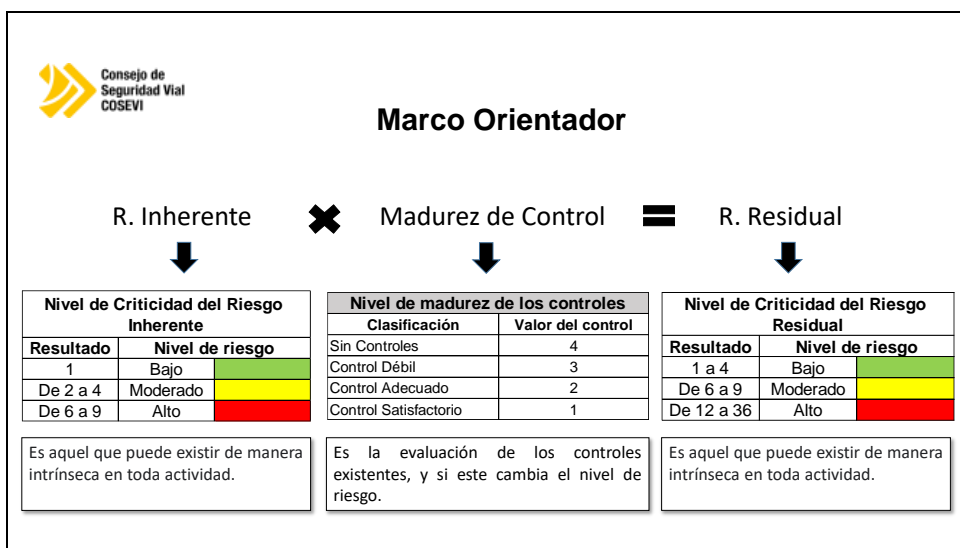 Consejo de
Seguridad Vial
COSEVI
Marco Orientador
R. Inherente
Madurez de Control
R. Residual
Nivel de Criticidad del Riesgo
Inherente
Resultado Nivel de riesgo
1 Bajo
De 2 a 4 Moderado
De 6 a 9 Alto
Nivel de madurez de los controles
Clasificación Valor del control
Sin Controles 4
Control Débil 3
Control Adecuado 2
Control Satisfactorio 1
Nivel de Criticidad del Riesgo
Residual
Resultado Nivel de riesgo
1 a 4 Bajo
De 6 a 9 Moderado
De 12 a 36 Alto
Es aquel que puede existir de manera
intrínseca en toda actividad.
Es la evaluación de los controles
existentes, y si este cambia el nivel de
riesgo.
Es aquel que puede existir de manera
intrínseca en toda actividad.